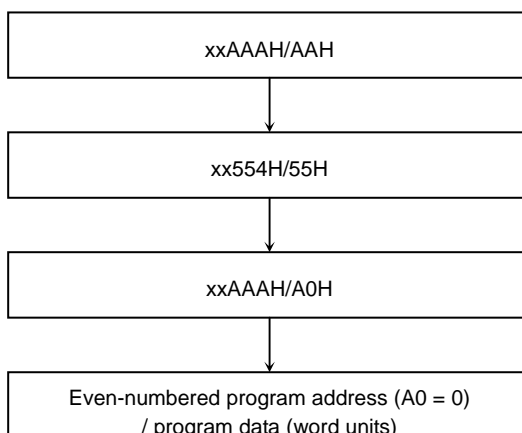 xxAAAH/AAH
xx554H/55H
xxAAAH/A0H
Even-numbered program address (A0 = 0)
/ program data (word units)